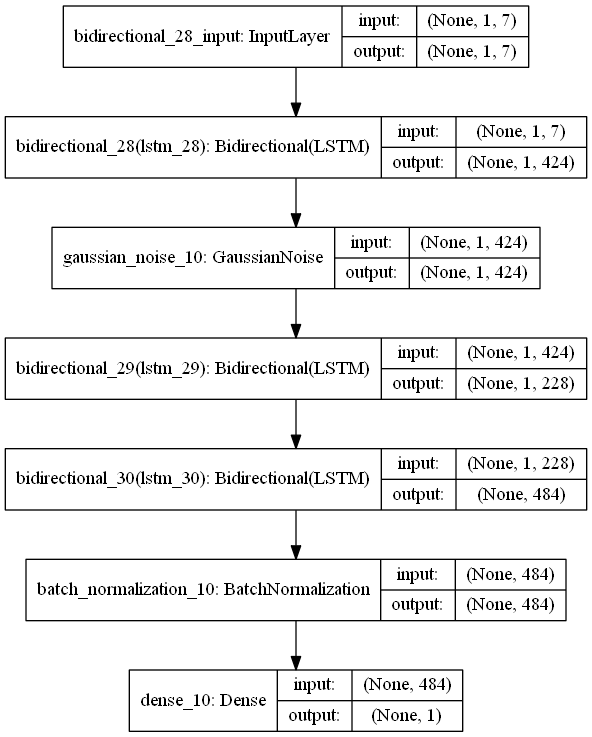 bidirectional_28_input: InputLayer
input: (None, 1, 7)
output: (None, 1, 7)
bidirectional_28(lstm_28): Bidirectional(LSTM)
input: (None, 1, 7)
output: (None, 1, 424)
gaussian_noise_10: GaussianNoise
input: (None, 1, 424)
output: (None, 1, 424)
bidirectional_29(lstm_29): Bidirectional(LSTM)
input: (None, 1, 424)
output: (None, 1, 228)
bidirectional_30(lstm_30): Bidirectional(LSTM)
input: (None, 1, 228)
output: (None, 484)
batch_normalization_10: BatchNormalization
input: (None, 484)
output: (None, 484)
dense_10: Dense
input: (None, 484)
output: (None, 1)